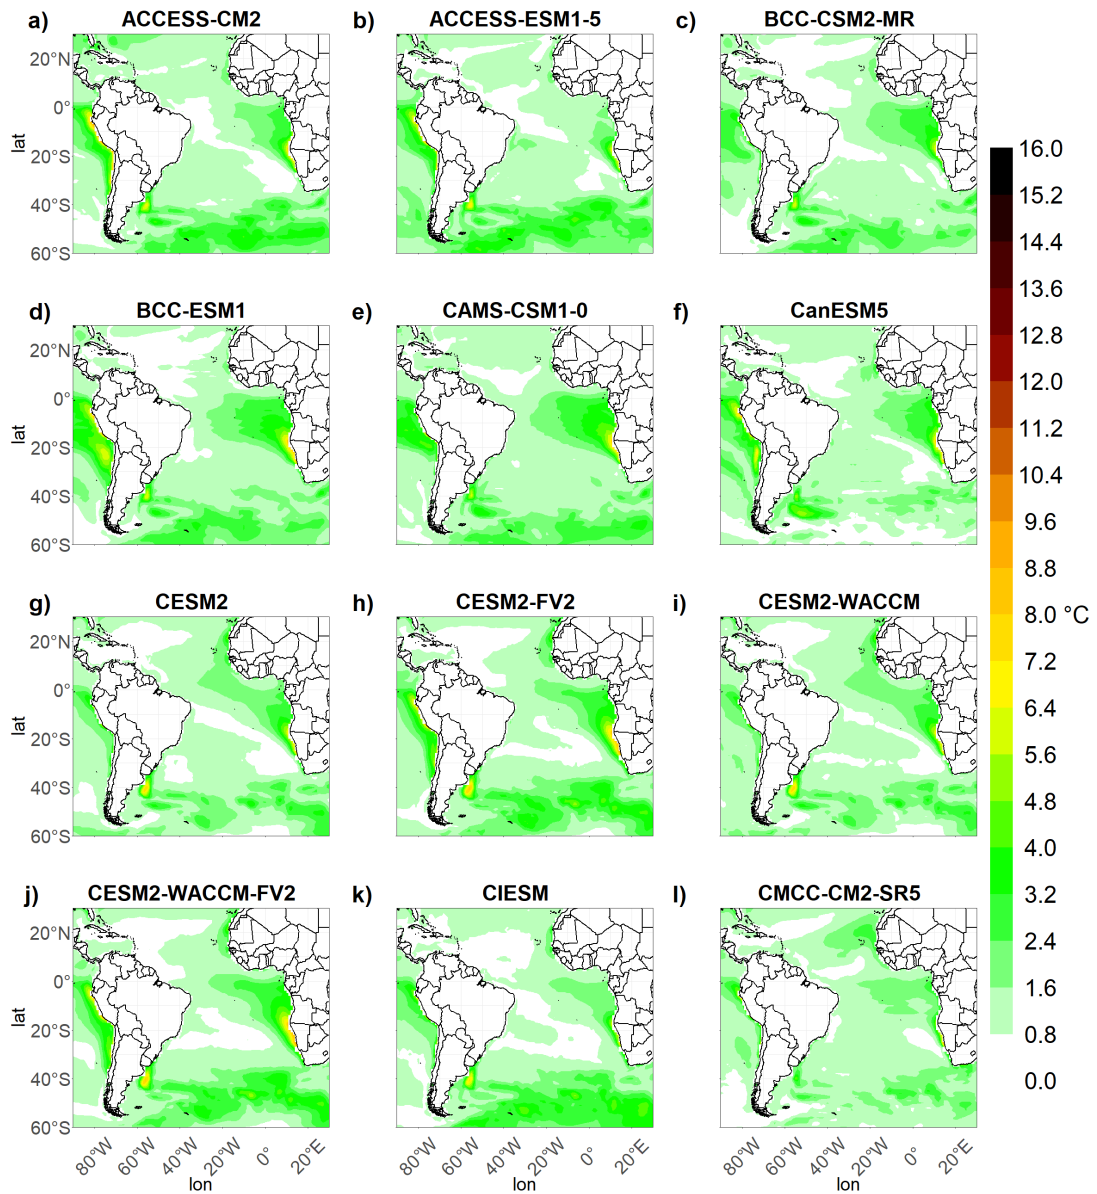 a) ACCESS-CM2
b) ACCESS-ESM1-5
c) BCC-CSM2-MR
20°N
0°
20°S
40°S
60°S
lat
d) BCC-ESM1
e) CAMS-CSM1-0
f) CanESM5
20°N
0°
20°S
40°S
60°S
lat
g) CESM2
h) CESM2-FV2
i) CESM2-WACCM
20°N
0°
20°S
40°S
60°S
lat
j) CESM2-WACCM-FV2
k) CIESM
l) CMCC-CM2-SR5
20°N
0°
20°S
40°S
60°S
lat
80°W 60°W 40°W 20°W 0° 20°E
lon
80°W 60°W 40°W 20°W 0° 20°E
lon
80°W 60°W 40°W 20°W 0° 20°E
lon
16.0
15.2
14.4
13.6
12.8
12.0
11.2
10.4
9.6
8.8
8.0 °C
7.2
6.4
5.6
4.8
4.0
3.2
2.4
1.6
0.8
0.0